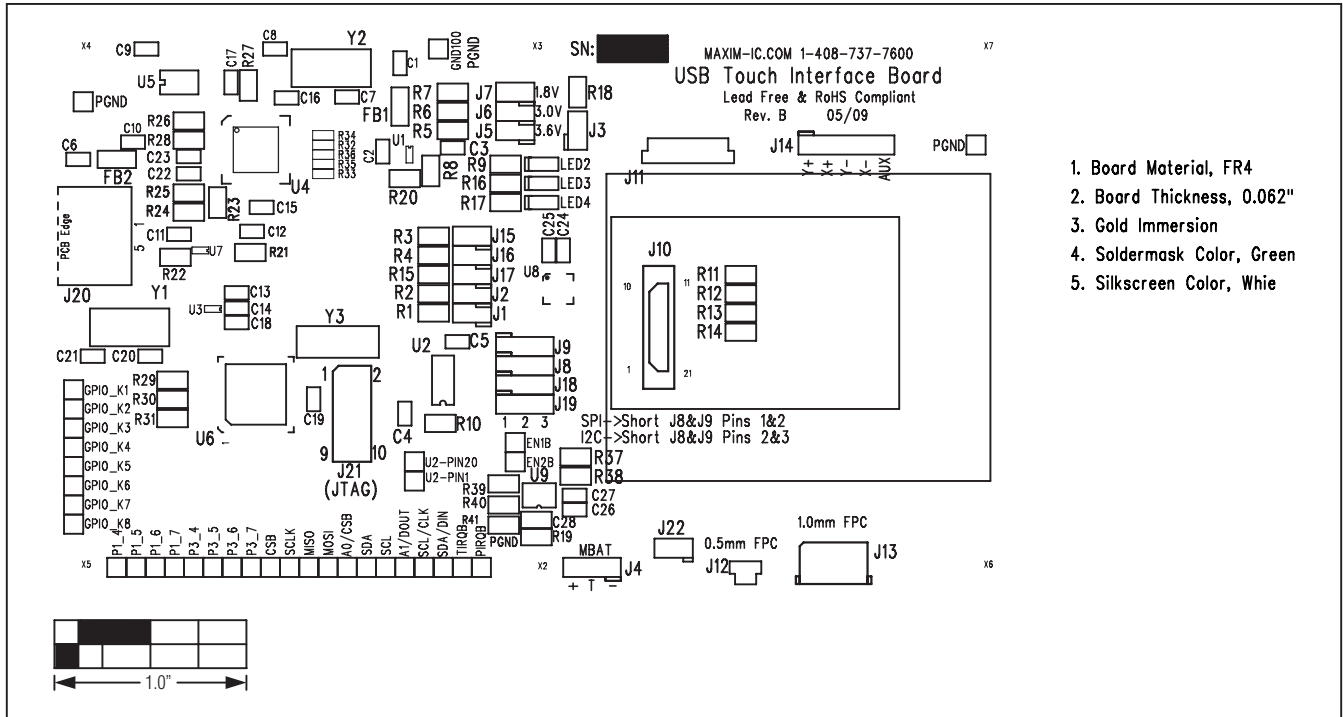 X4
C9
C8
C17
R27
Y2
C1
GND100
PGND
X3
SN:
MAXIM-IC.COM 1-408-737-7600
X7
USB Touch Interface Board
Lead Free & RoHS Compliant
Rev. B 05/09
U5
PGND
C16
C7
FB1
R7
R6
R5
J7
J6
J5
1.8V
3.0V
3.6V
R18
J3
R26
R28
C10
C6
C23
C22
FB2
R34
R32
R36
R35
R33
C2
U1
C3
R8
R9
R16
R17
LED2
LED3
LED4
J11
J14
Y+
X+
Y-
X-
AUX
PGND
U4
R20
R25
R24
R23
C15
C11
C12
U7
R22
R21
PCB Edge
1
5
J20
Y1
U3
C13
C14
C18
R3
R4
R15
R2
R1
J15
J16
J17
J2
J1
C25
C24
U8
J10
10
11
1
21
R11
R12
R13
R14
Y3
C21
C20
U2
C5
J9
J8
J18
J19
1 2 3
SPI->Short J8&J9 Pins 1&2
I2C->Short J8&J9 Pins 2&3
R29
R30
R31
U6
C19
1
2
9
10
J21
(JTAG)
C4
R10
GPIO_K1
GPIO_K2
GPIO_K3
GPIO_K4
GPIO_K5
GPIO_K6
GPIO_K7
GPIO_K8
U2-PIN20
U2-PIN1
EN1B
EN2B
R37
R38
R39
R40
R41
PGND
U9
C27
C26
C28
R19
P1_4
P1_5
P1_6
P1_7
P3_4
P3_5
P3_6
P3_7
CSB
SCLK
MISO
MOSI
A0/CSB
SDA
SCL
A1/DOUT
SCL/CLK
SDA/DIN
TIRQB
PIRQB
X5
X2
MBAT
J4
+ T -
J22
0.5mm FPC
J12
1.0mm FPC
J13
X6
1.0"
1. Board Material, FR4
2. Board Thickness, 0.062"
3. Gold Immersion
4. Soldermask Color, Green
5. Silkscreen Color, Whie